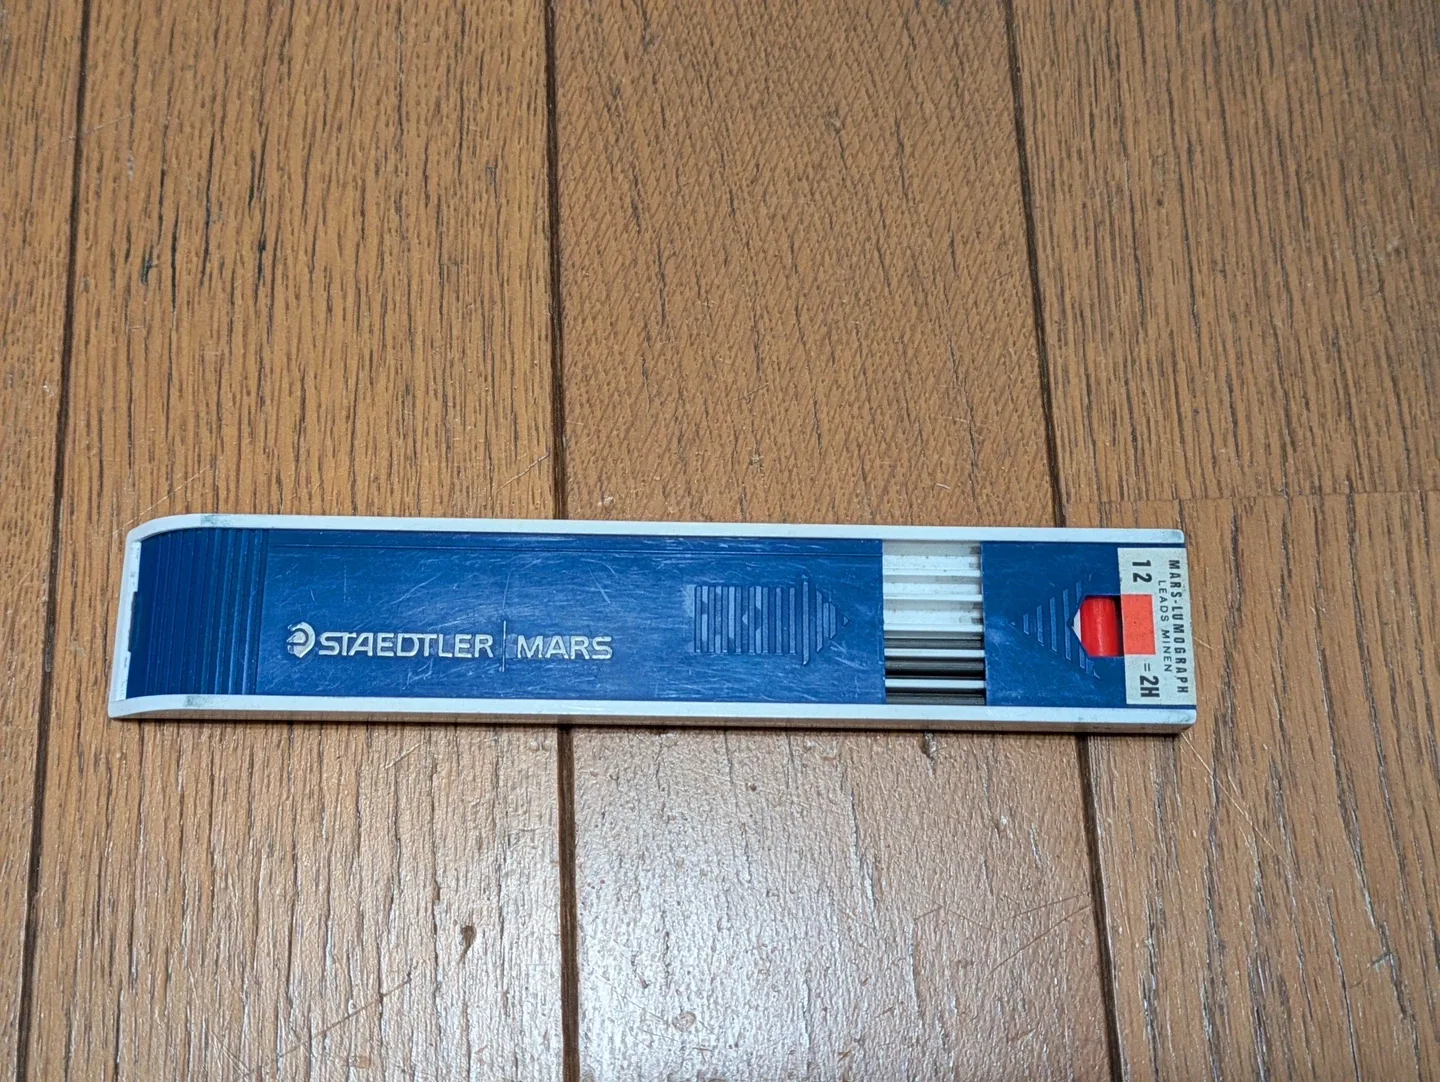 STAEDTLER MARS
MARS-LUMOGRAPH
LEADS MINEN
12 =2H